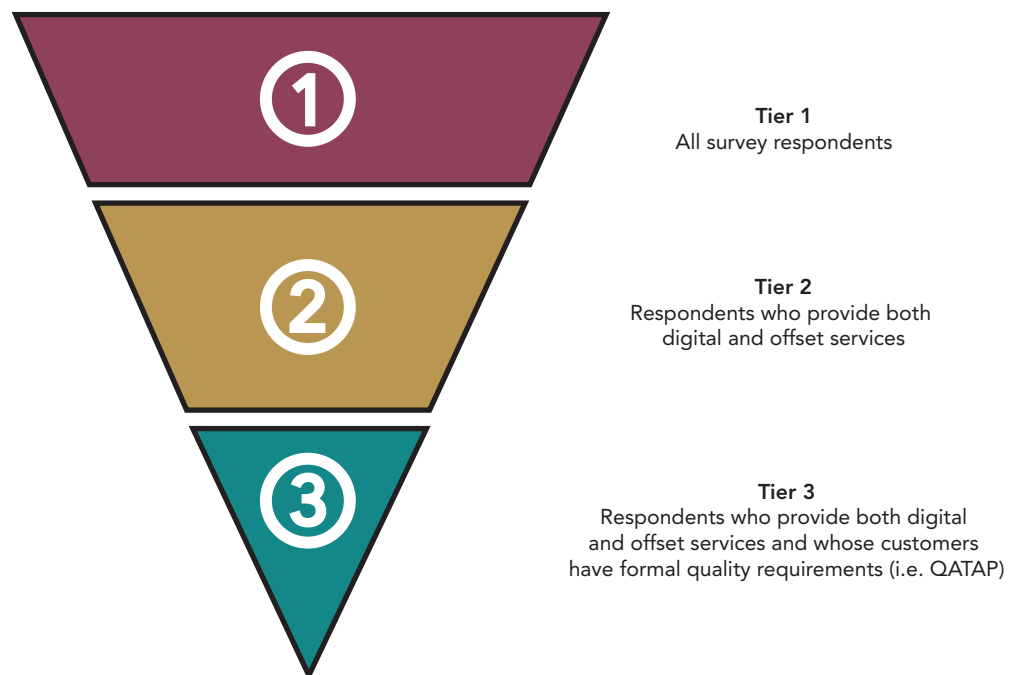 1
Tier 1
All survey respondents
2
Tier 2
Respondents who provide both
digital and offset services
3
Tier 3
Respondents who provide both digital
and offset services and whose customers
have formal quality requirements (i.e. QATAP)